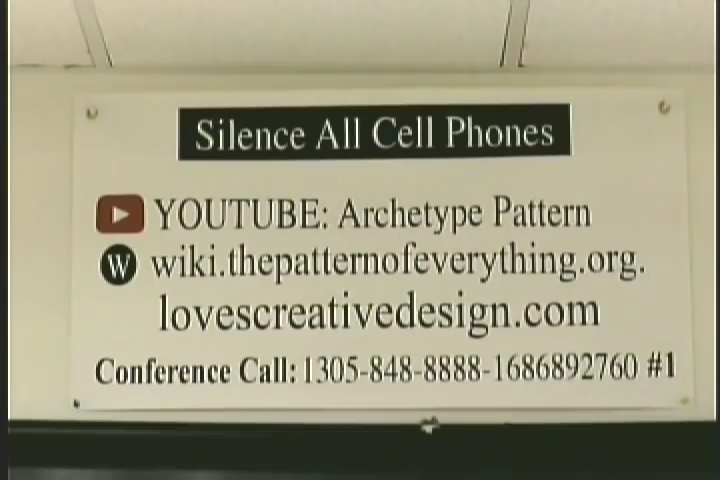 Silence All Cell Phones
YOUTUBE: Archetype Pattern
W wiki.thepatternofeverything.org.
lovescreativedesign.com
Conference Call: 1305-848-8888-1686892760 #1